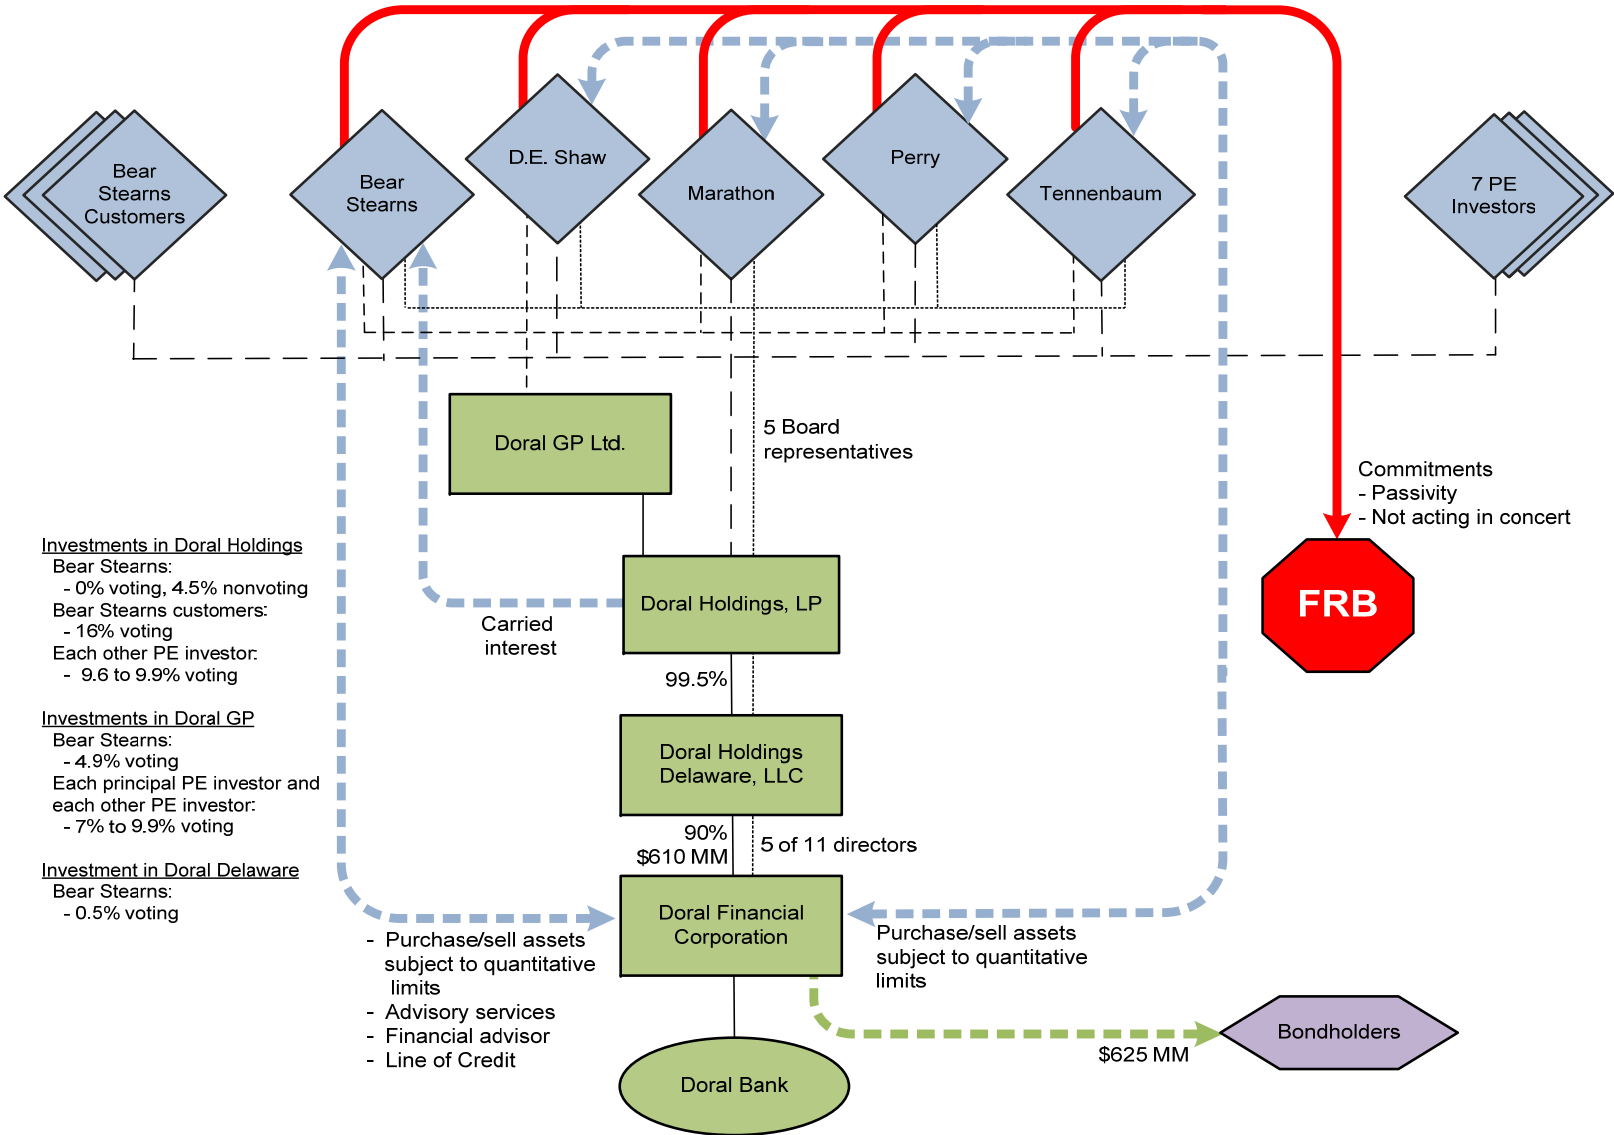 Bear
Stearns
Customers
Bear
Stearns
D.E. Shaw
Marathon
Perry
Tennenbaum
7 PE
Investors
Doral GP Ltd.
5 Board
representatives
Commitments
- Passivity
- Not acting in concert
FRB
Investments in Doral Holdings
Bear Stearns:
- 0% voting, 4.5% nonvoting
Bear Stearns customers:
- 16% voting
Each other PE investor:
- 9.6 to 9.9% voting
Doral Holdings, LP
Carried
interest
99.5%
Investments in Doral GP
Bear Stearns:
- 4.9% voting
Each principal PE investor and
each other PE investor:
- 7% to 9.9% voting
Doral Holdings
Delaware, LLC
90%
$610 MM
5 of 11 directors
Investment in Doral Delaware
Bear Stearns:
- 0.5% voting
Doral Financial
Corporation
- Purchase/sell assets
subject to quantitative
limits
- Advisory services
- Financial advisor
- Line of Credit
Purchase/sell assets
subject to quantitative
limits
$625 MM
Bondholders
Doral Bank